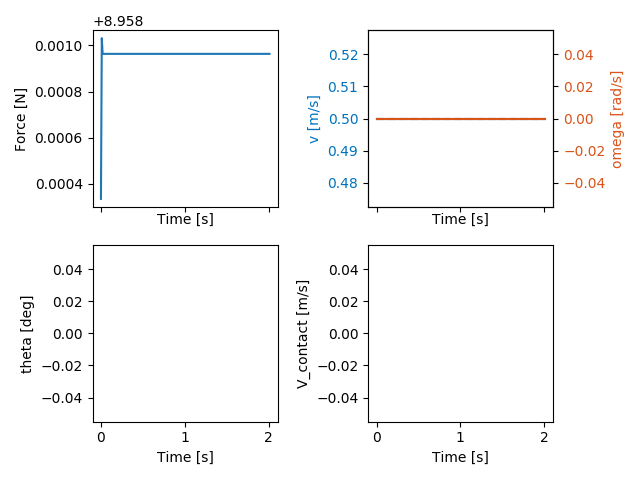 +8.958
0.0010
0.0008
0.0006
0.0004
Force [N]
Time [s]
0.52
0.51
0.50
0.49
0.48
v [m/s]
0.04
0.02
0.00
−0.02
−0.04
omega [rad/s]
Time [s]
0.04
0.02
0.00
−0.02
−0.04
theta [deg]
0 1 2
Time [s]
0.04
0.02
0.00
−0.02
−0.04
V_contact [m/s]
0 1 2
Time [s]